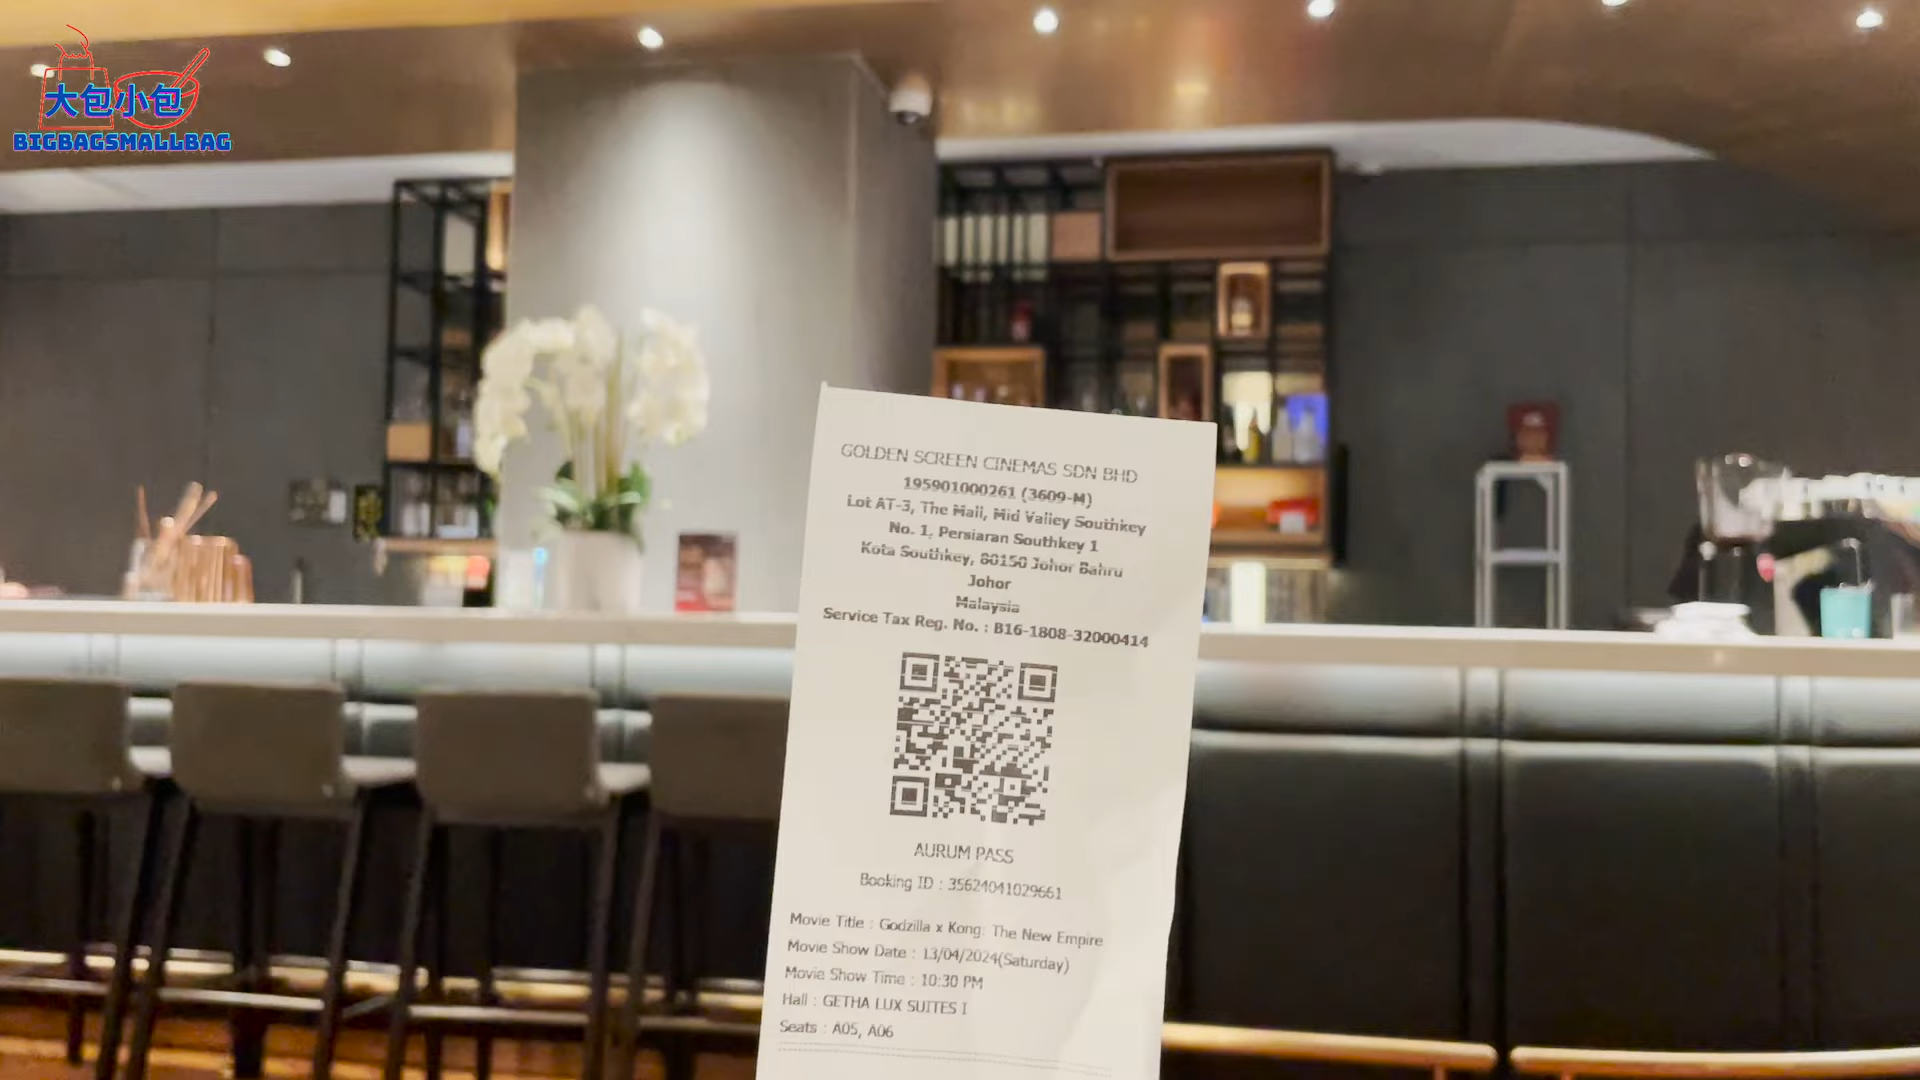 大包小包
BIGBAGSMALLBAG
GOLDEN SCREEN CINEMAS SDN BHD
195901000261 (3609-M)
Lot AT-3, The Mall, Mid Valley Southkey
No. 1, Persiaran Southkey 1
Kota Southkey, 80150 Johor Bahru
Johor
Malaysia
Service Tax Reg. No. : B16-1808-32000414
AURUM PASS
Booking ID : 35624041029661
Movie Title : Godzilla x Kong: The New Empire
Movie Show Date : 13/04/2024(Saturday)
Movie Show Time : 10:30 PM
Hall : GETHA LUX SUITES I
Seats : A05, A06